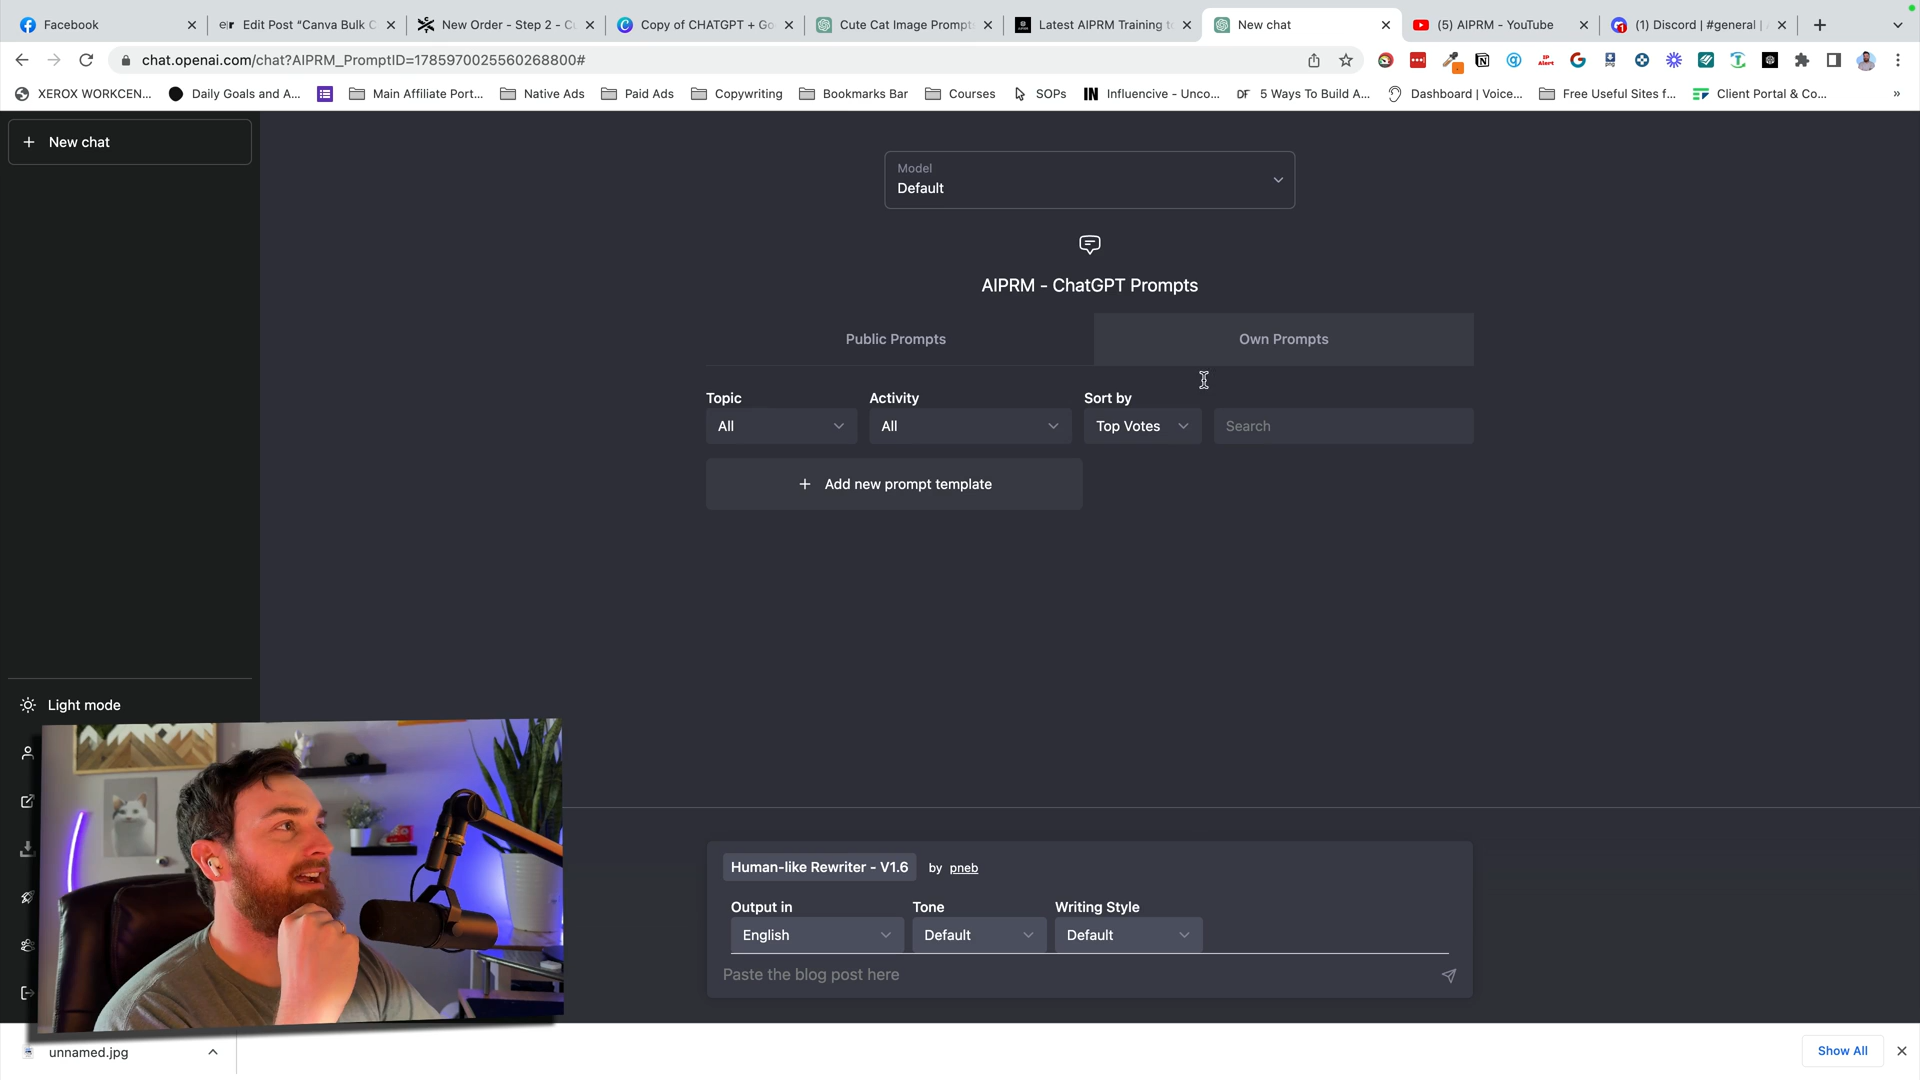 Facebook
Edit Post “Canva Bulk C
New Order - Step 2 - Cu
Copy of CHATGPT + Go
Cute Cat Image Prompt
Latest AIPRM Training to
New chat
(5) AIPRM - YouTube
(1) Discord | #general |
chat.openai.com/chat?AIPRM_PromptID=1785970025560268800#
XEROX WORKCEN...
Daily Goals and A...
Main Affiliate Port...
Native Ads
Paid Ads
Copywriting
Bookmarks Bar
Courses
SOPs
IN
Influencive - Unco...
DF
5 Ways To Build A...
Dashboard | Voice...
Free Useful Sites f...
Client Portal & Co...
»
New chat
Model
Default
AIPRM - ChatGPT Prompts
Public Prompts
Own Prompts
Topic
Activity
Sort by
All
All
Top Votes
Search
Add new prompt template
Light mode
Human-like Rewriter - V1.6
by pneb
Output in
Tone
Writing Style
English
Default
Default
Paste the blog post here
unnamed.jpg
Show All